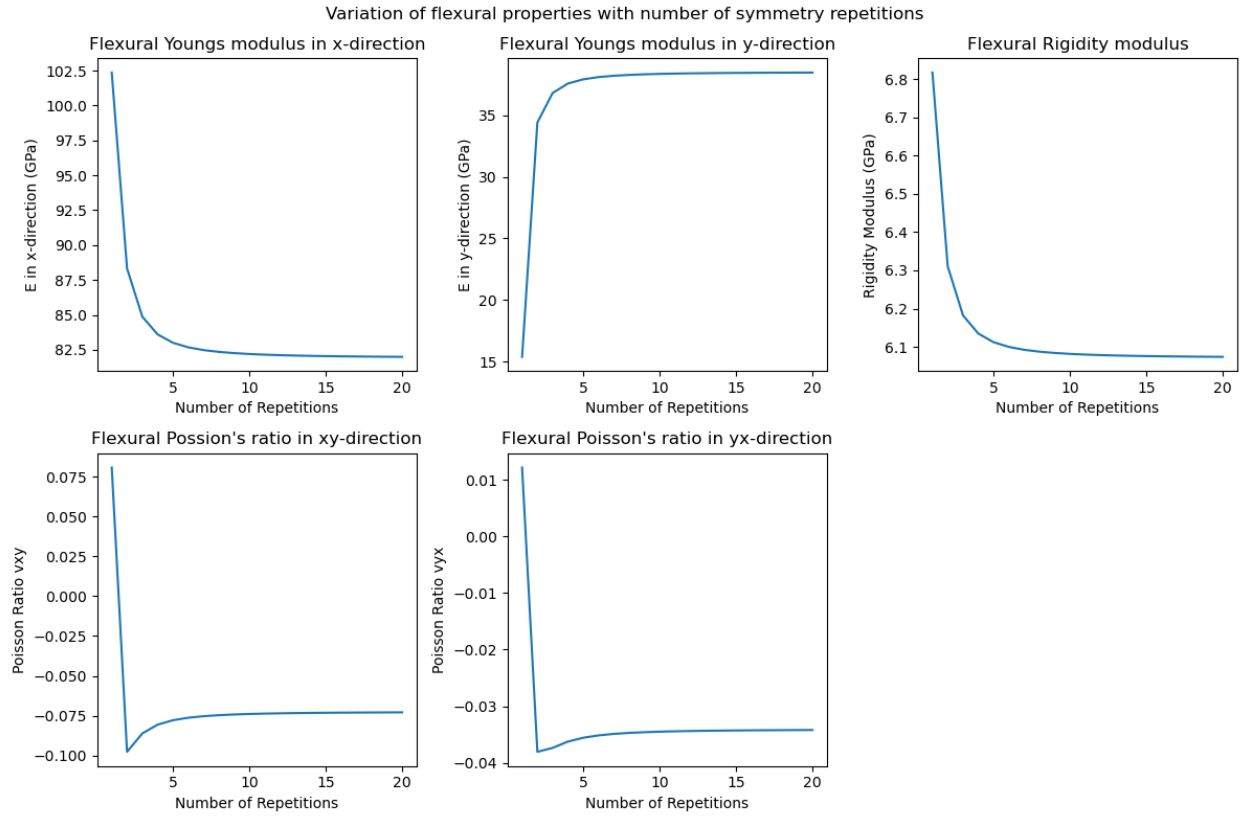 Variation of flexural properties with number of symmetry repetitions
Flexural Youngs modulus in x-direction
E in x-direction (GPa)
102.5
100.0
97.5
95.0
92.5
90.0
87.5
85.0
82.5
5 10 15 20
Number of Repetitions
Flexural Youngs modulus in y-direction
E in y-direction (GPa)
35
30
25
20
15
5 10 15 20
Number of Repetitions
Flexural Rigidity modulus
Rigidity Modulus (GPa)
6.8
6.7
6.6
6.5
6.4
6.3
6.2
6.1
5 10 15 20
Number of Repetitions
Flexural Possion's ratio in xy-direction
Poisson Ratio vxy
0.075
0.050
0.025
0.000
−0.025
−0.050
−0.075
−0.100
5 10 15 20
Number of Repetitions
Flexural Poisson's ratio in yx-direction
Poisson Ratio vyx
0.01
0.00
−0.01
−0.02
−0.03
−0.04
5 10 15 20
Number of Repetitions